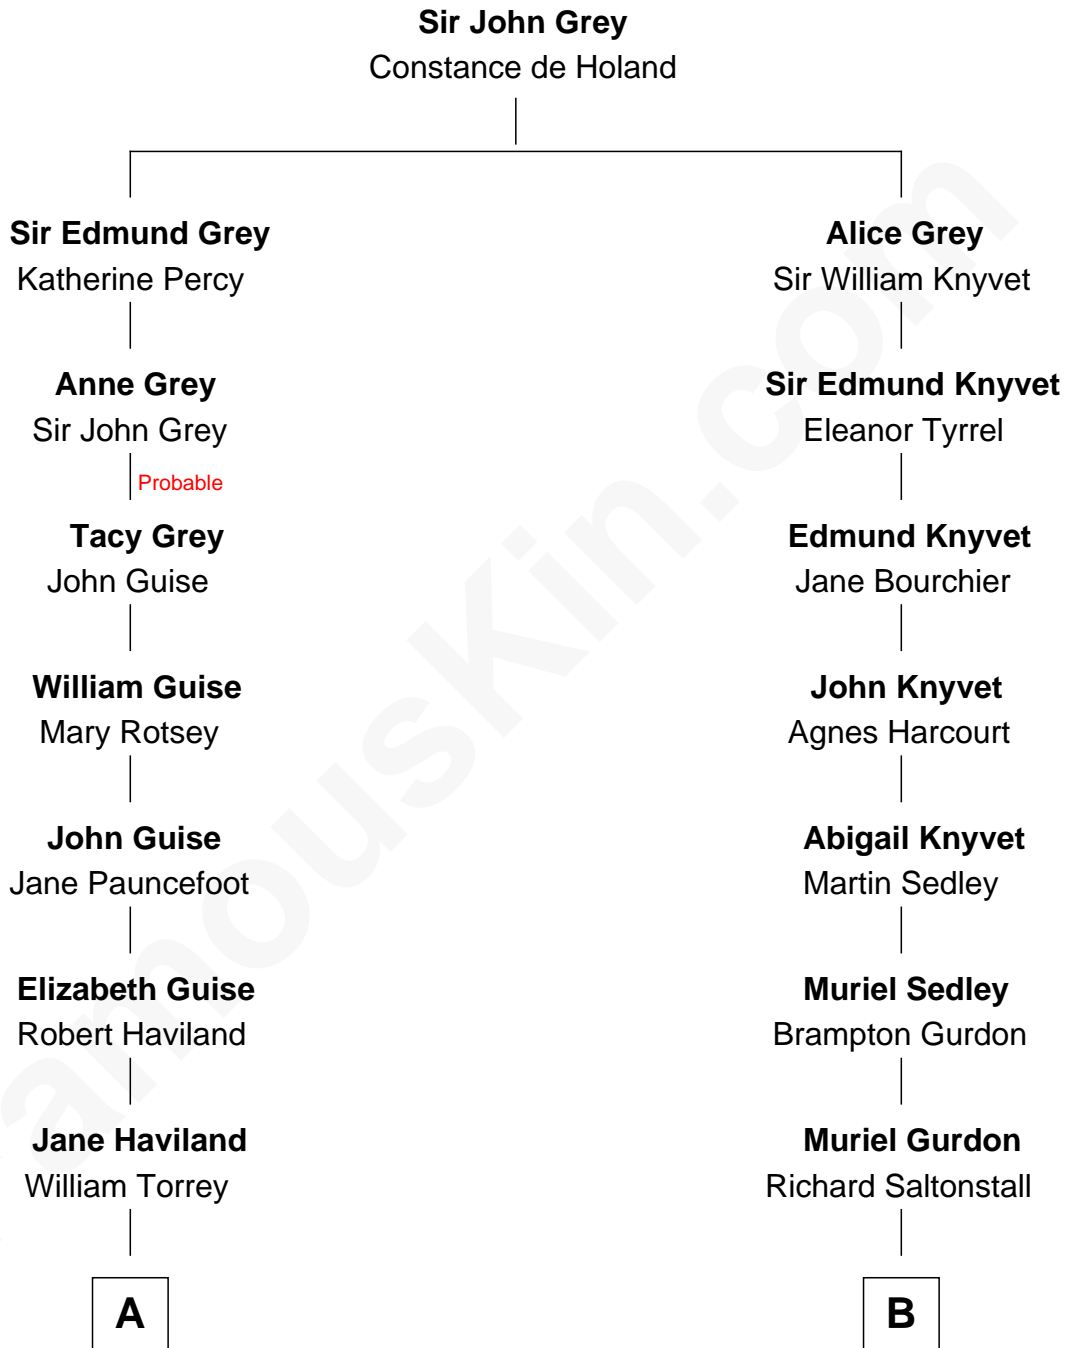 Sir John Grey
Constance de Holand
Sir Edmund Grey
Katherine Percy
Alice Grey
Sir William Knyvet
Anne Grey
Sir John Grey
Sir Edmund Knyvet
Eleanor Tyrrel
Probable
Tacy Grey
John Guise
Edmund Knyvet
Jane Bourchier
William Guise
Mary Rotsey
John Knyvet
Agnes Harcourt
John Guise
Jane Pauncefoot
Abigail Knyvet
Martin Sedley
Elizabeth Guise
Robert Haviland
Muriel Sedley
Brampton Gurdon
Jane Haviland
William Torrey
Muriel Gurdon
Richard Saltonstall
A
B
amouskin.com